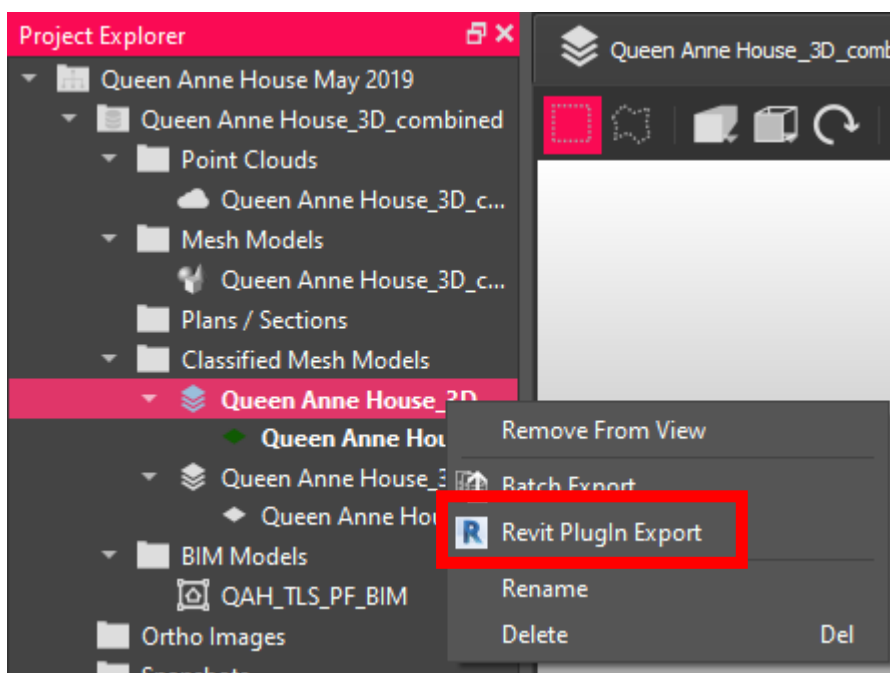 Project Explorer
Queen Anne House_3D_comb
Queen Anne House May 2019
Queen Anne House_3D_combined
Point Clouds
Queen Anne House_3D_c...
Mesh Models
Queen Anne House_3D_c...
Plans / Sections
Classified Mesh Models
Queen Anne House_3D
Queen Anne Hou
Queen Anne House_3
Queen Anne Hou
BIM Models
QAH_TLS_PF_BIM
Ortho Images
Snapshots
Remove From View
Batch Export
R Revit PlugIn Export
Rename
Delete Del